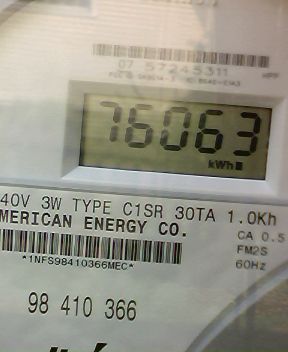 07 57245311
76063
kWh
40V 3W TYPE C1SR 30TA 1.0Kh
MERICAN ENERGY CO.
CA 0.5
*1NFS98410366MEC*
FM2S
60Hz
98 410 366